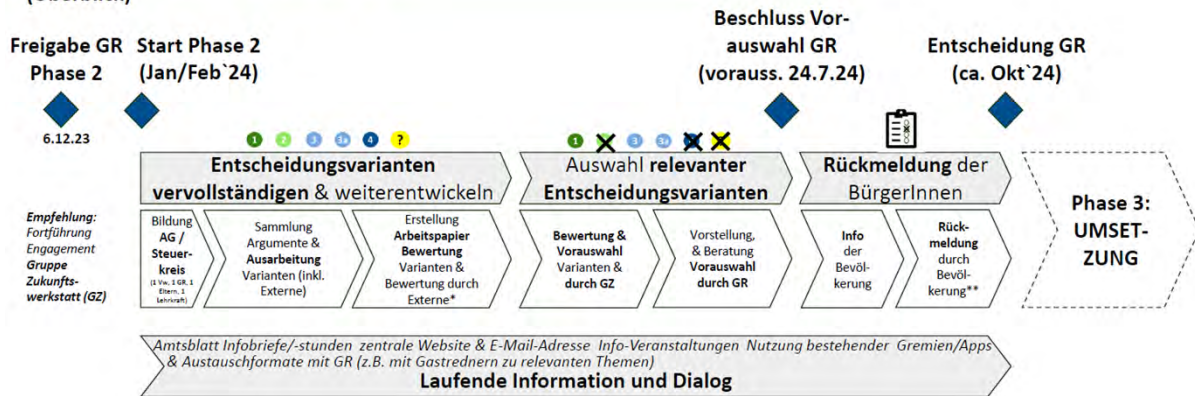 (Überblick)
Freigabe GR
Phase 2
6.12.23
Start Phase 2
(Jan/Feb`24)
Beschluss Vor-
auswahl GR
(vorauss. 24.7.24)
Entscheidung GR
(ca. Okt`24)
1 2 3 3a 4 ?
1 3 3a
Entscheidungsvarianten
vervollständigen & weiterentwickeln
Auswahl relevanter
Entscheidungsvarianten
Rückmeldung der
BürgerInnen
Phase 3:
UMSET-
ZUNG
Empfehlung:
Fortführung
Engagement
Gruppe
Zukunfts-
werkstatt (GZ)
Bildung
AG /
Steuer-
kreis
(1 Vw, 1 GR, 1
Eltern, 1
Lehrkraft)
Sammlung
Argumente &
Ausarbeitung
Varianten (inkl.
Externe)
Erstellung
Arbeitspapier
Bewertung
Varianten &
Bewertung durch
Externe*
Bewertung &
Vorauswahl
Varianten &
durch GZ
Vorstellung,
& Beratung
Vorauswahl
durch GR
Info
der
Bevöl-
kerung
Rück-
meldung
durch
Bevöl-
kerung**
Amtsblatt Infobriefe/-stunden zentrale Website & E-Mail-Adresse Info-Veranstaltungen Nutzung bestehender Gremien/Apps
& Austauschformate mit GR (z.B. mit Gastrednern zu relevanten Themen)
Laufende Information und Dialog